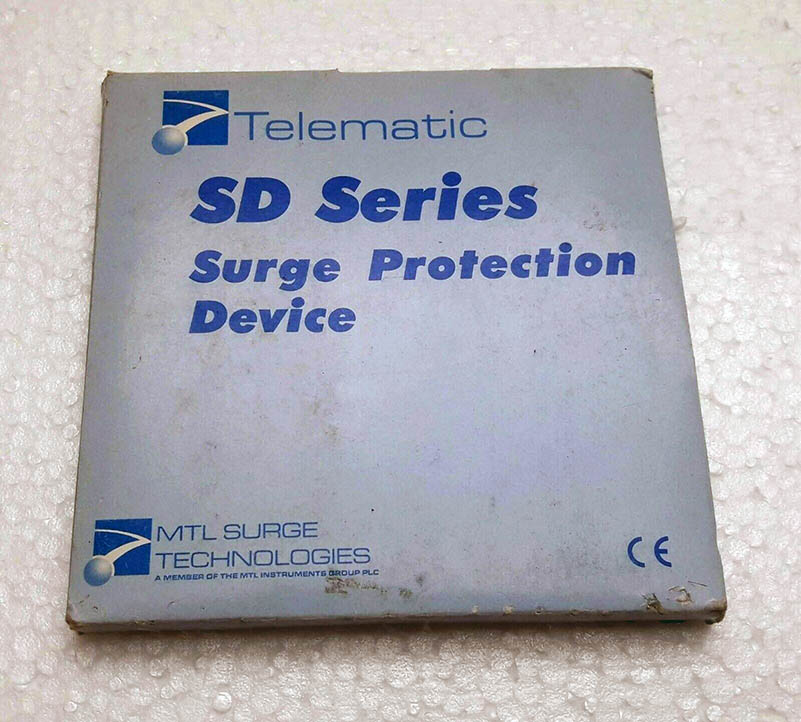 Telematic
SD Series
Surge Protection
Device
MTL SURGE
TECHNOLOGIES
A MEMBER OF THE MTL INSTRUMENTS GROUP PLC
CE